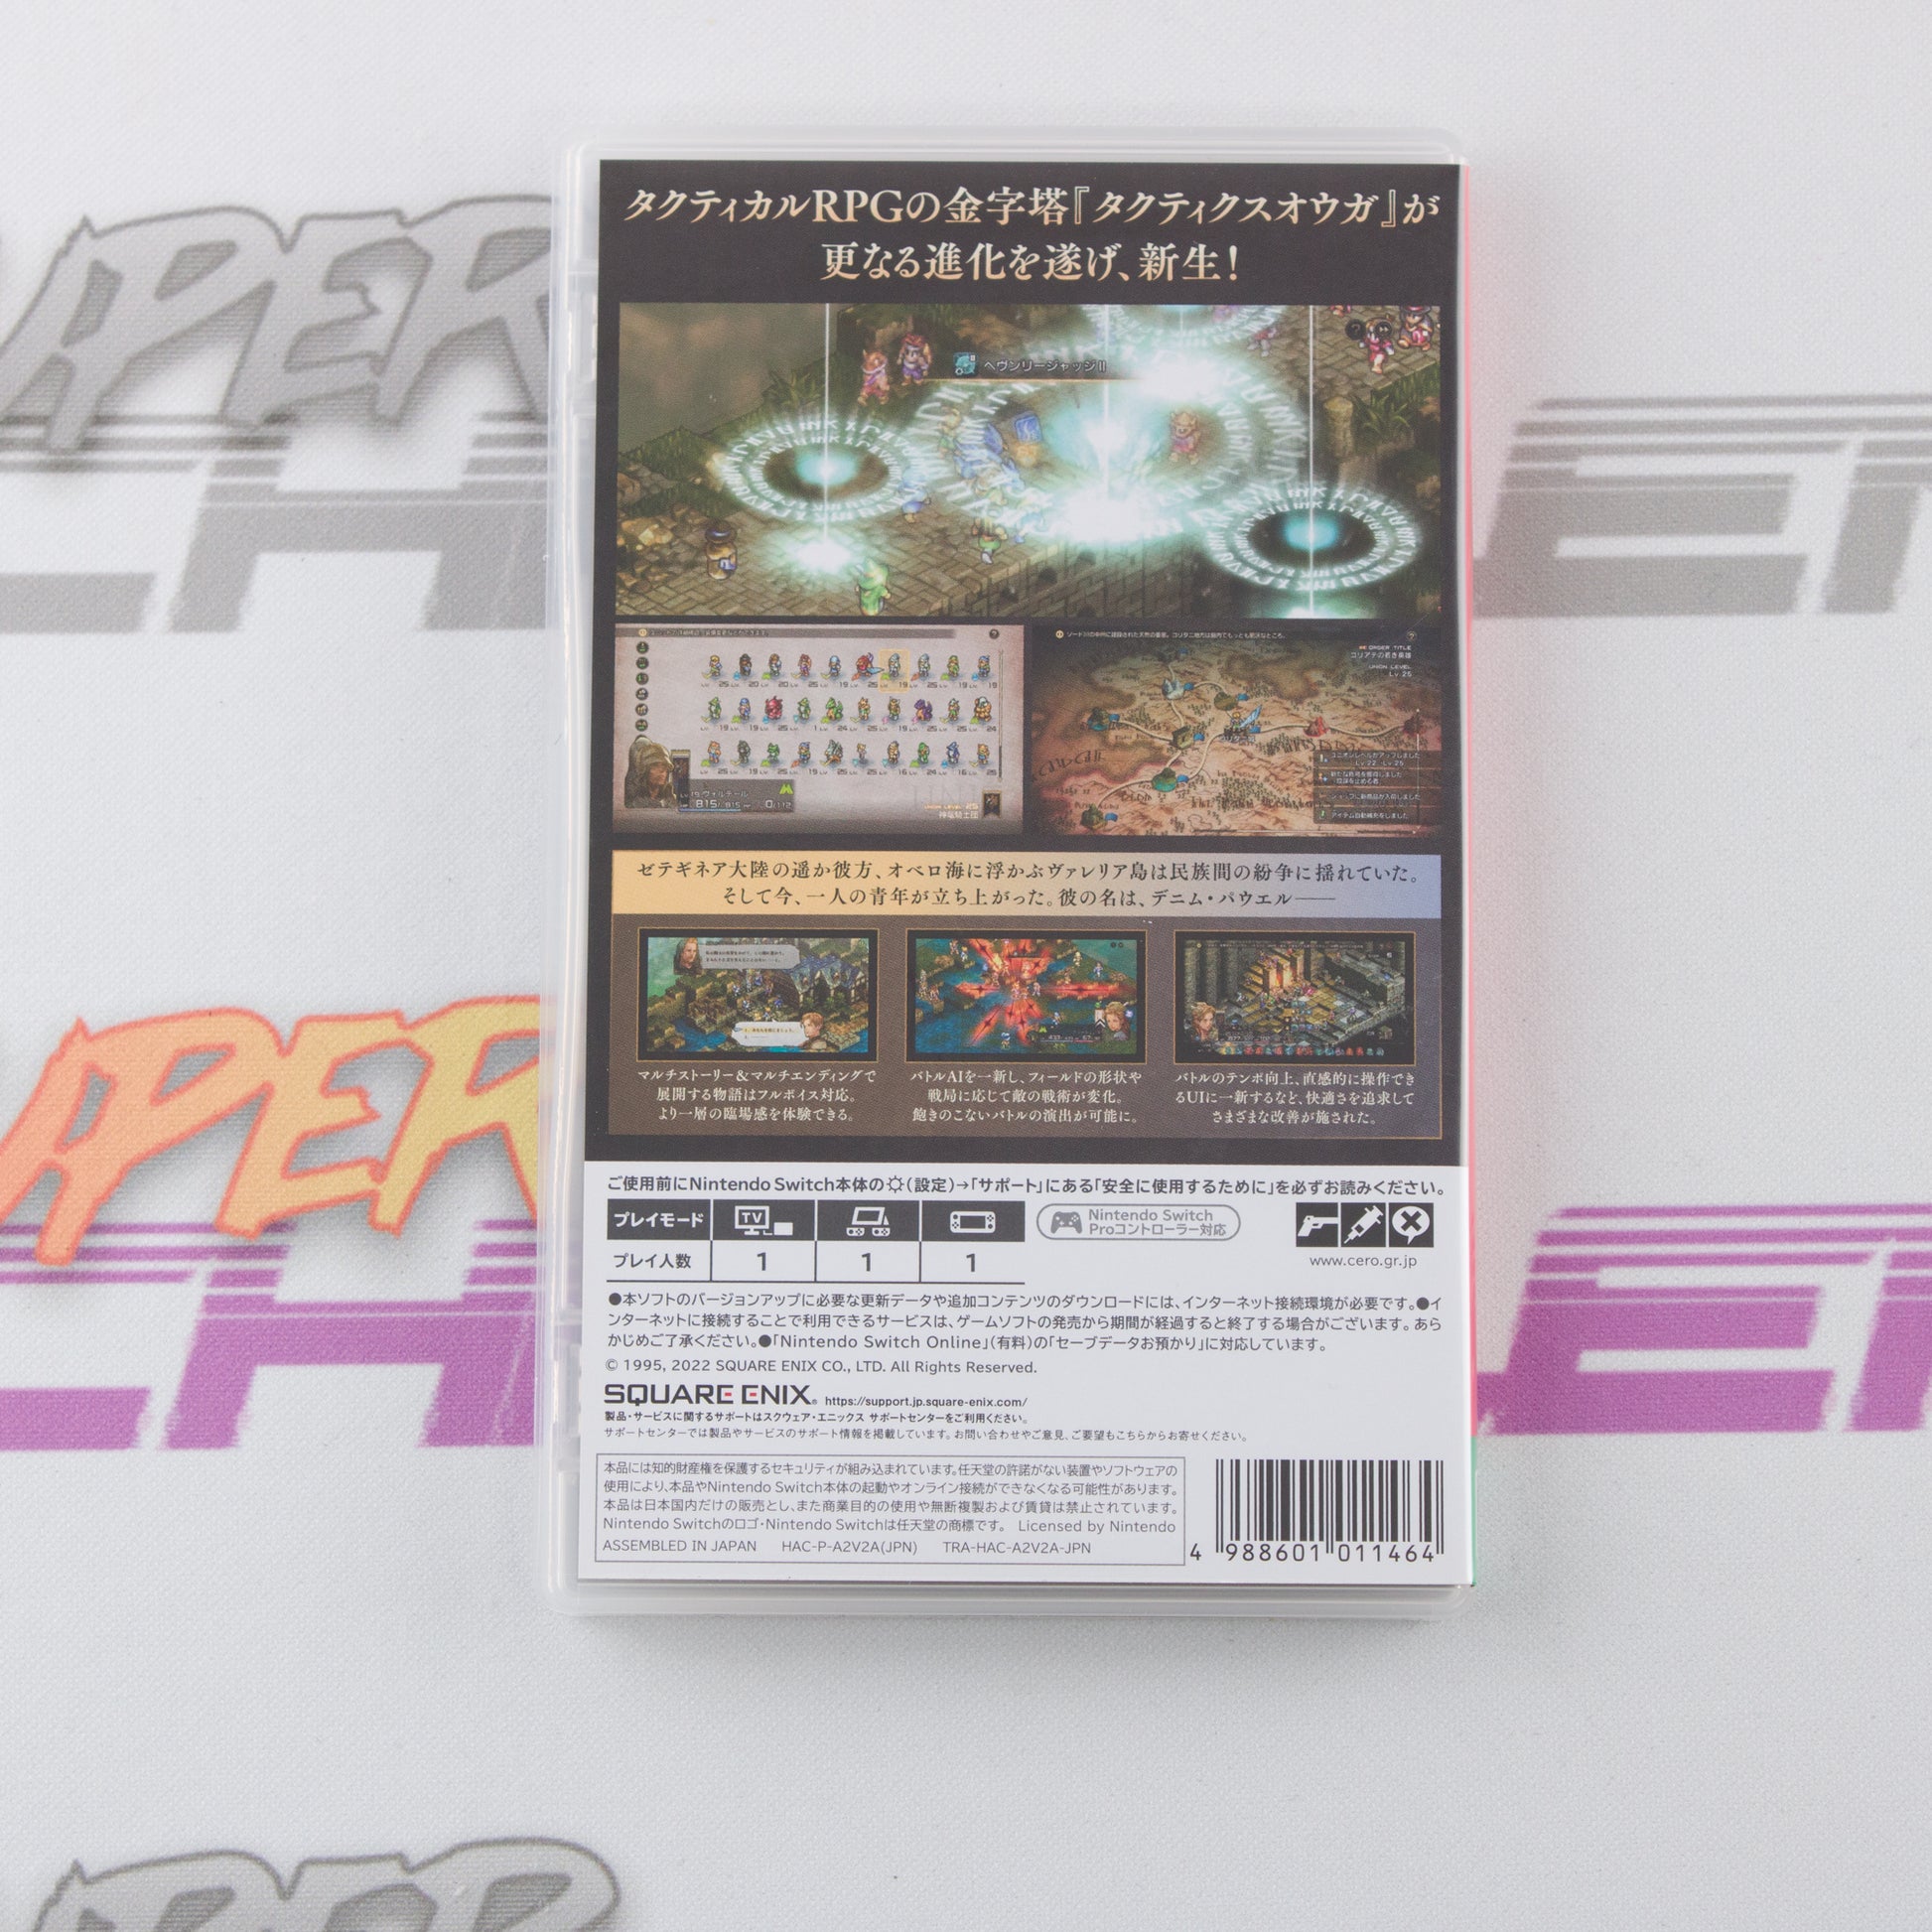 タクティカルRPGの金字塔『タクティクスオウガ』が
更なる進化を遂げ、新生!
ヘヴンリージャッジⅡ
ORDER TITLE
コリアテの若き英雄
UNION LEVEL
Lv.25
ゼテギネア大陸の遥か彼方、オベロ海に浮かぶヴァレリア島は民族間の紛争に揺れていた。
そして今、一人の青年が立ち上がった。彼の名は、デニム・パウエル――
マルチストーリー&マルチエンディングで
展開する物語はフルボイス対応。
より一層の臨場感を体験できる。
バトルAIを一新し、フィールドの形状や
戦局に応じて敵の戦術が変化。
飽きのこないバトルの演出が可能に。
バトルのテンポ向上、直感的に操作でき
るUIに一新するなど、快適さを追求して
さまざまな改善が施された。
ご使用前にNintendo Switch本体の(設定)→「サポート」にある「安全に使用するために」を必ずお読みください。
プレイモード TV
Nintendo Switch
Proコントローラー対応
プレイ人数 1 1 1
www.cero.gr.jp
●本ソフトのバージョンアップに必要な更新データや追加コンテンツのダウンロードには、インターネット接続環境が必要です。●イ
ンターネットに接続することで利用できるサービスは、ゲームソフトの発売から期間が経過すると終了する場合がございます。あら
かじめご了承ください。●「Nintendo Switch Online」(有料)の「セーブデータお預かり」に対応しています。
© 1995, 2022 SQUARE ENIX CO., LTD. All Rights Reserved.
SQUARE ENIX® https://support.jp.square-enix.com/
製品・サービスに関するサポートはスクウェア・エニックス サポートセンターをご利用ください。
サポートセンターでは製品やサービスのサポート情報を掲載しています。お問い合わせやご意見、ご要望もこちらからお寄せください。
本品には知的財産権を保護するセキュリティが組み込まれています。任天堂の許諾がない装置やソフトウェアの
使用により、本品やNintendo Switch本体の起動やオンライン接続ができなくなる可能性があります。
本品は日本国内だけの販売とし、また商業目的の使用や無断複製および賃貸は禁止されています。
Nintendo Switchのロゴ・Nintendo Switchは任天堂の商標です。 Licensed by Nintendo
ASSEMBLED IN JAPAN HAC-P-A2V2A(JPN) TRA-HAC-A2V2A-JPN
4 988601 011464